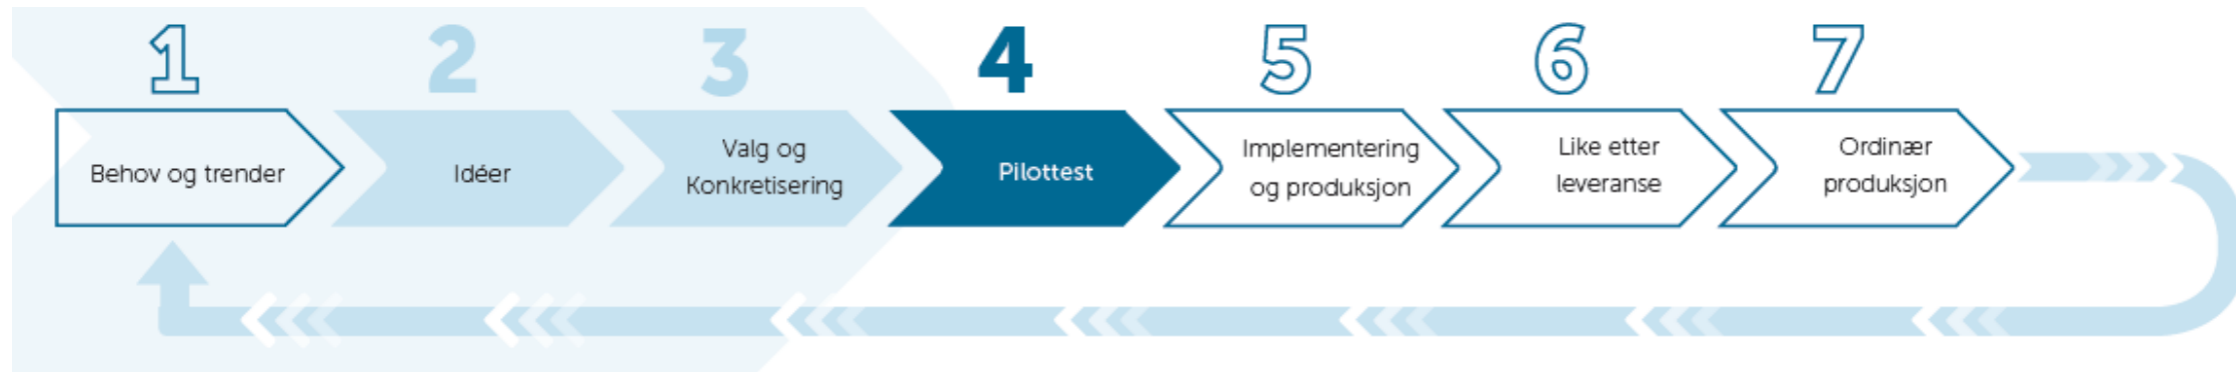 1
2
3
4
5
6
7
Behov og trender
Idéer
Valg og
Konkretisering
Pilottest
Implementering
og produksjon
Like etter
leveranse
Ordinær
produksjon